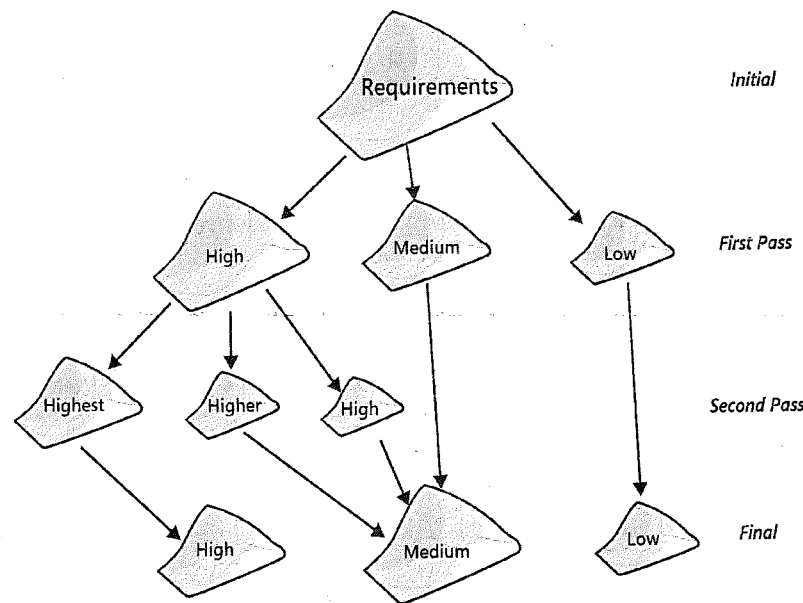 Requirements
Initial
High
Medium
Low
First Pass
Highest
Higher
High
Second Pass
High
Medium
Low
Final